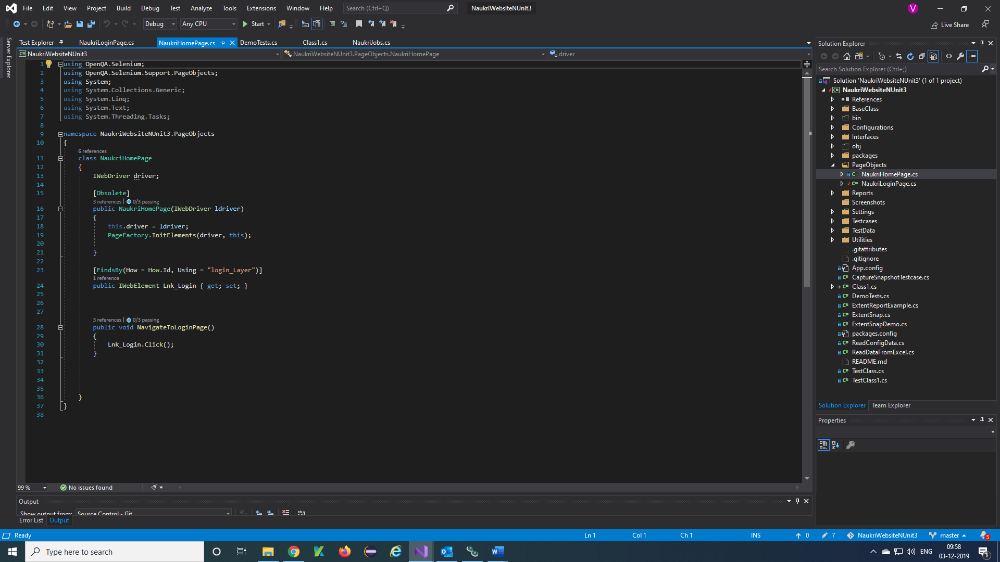 File Edit View Project Build Debug Test Analyze Tools Extensions Window Help Search (Ctrl+Q) NaukriWebsiteNUnit3 V
Debug Any CPU Start Live Share
Server Explorer
Test Explorer NaukriLoginPage.cs NaukriHomePage.cs DemoTests.cs Class1.cs NaukriJobs.cs
NaukriWebsiteNUnit3 NaukriWebsiteNUnit3.PageObjects.NaukriHomePage driver
1 using OpenQA.Selenium;
2 using OpenQA.Selenium.Support.PageObjects;
3 using System;
4 using System.Collections.Generic;
5 using System.Linq;
6 using System.Text;
7 using System.Threading.Tasks;
8
9 namespace NaukriWebsiteNUnit3.PageObjects
10 {
6 references
11 class NaukriHomePage
12 {
13 IWebDriver driver;
14
15 [Obsolete]
3 references | 0/3 passing
16 public NaukriHomePage(IWebDriver ldriver)
17 {
18 this.driver = ldriver;
19 PageFactory.InitElements(driver, this);
20
21 }
22
23 [FindsBy(How = How.Id, Using = "login_Layer")]
1 reference
24 public IWebElement Lnk_Login { get; set; }
25
26
27
3 references | 0/3 passing
28 public void NavigateToLoginPage()
29 {
30 Lnk_Login.Click();
31 }
32
33
34
35
36 }
37 }
38
99 % No issues found
Output
Show output from: Source Control - Git
Error List Output
Solution Explorer
Search Solution Explorer (Ctrl+;)
Solution 'NaukriWebsiteNUnit3' (1 of 1 project)
NaukriWebsiteNUnit3
References
BaseClass
bin
Configurations
Interfaces
obj
packages
PageObjects
C# NaukriHomePage.cs
C# NaukriLoginPage.cs
Reports
Screenshots
Settings
Testcases
TestData
Utilities
.gitattributes
.gitignore
App.config
C# CaptureSnapshotTestcase.cs
C# Class1.cs
C# DemoTests.cs
C# ExtentReportExample.cs
C# ExtentSnap.cs
C# ExtentSnapDemo.cs
packages.config
C# ReadConfigData.cs
C# ReadDataFromExcel.cs
README.md
C# TestClass.cs
C# TestClass1.cs
Solution Explorer Team Explorer
Properties
Ready Ln 1 Col 1 Ch 1 INS 0 7 NaukriWebsiteNUnit3 master 3
Type here to search ENG 09:58
03-12-2019 1